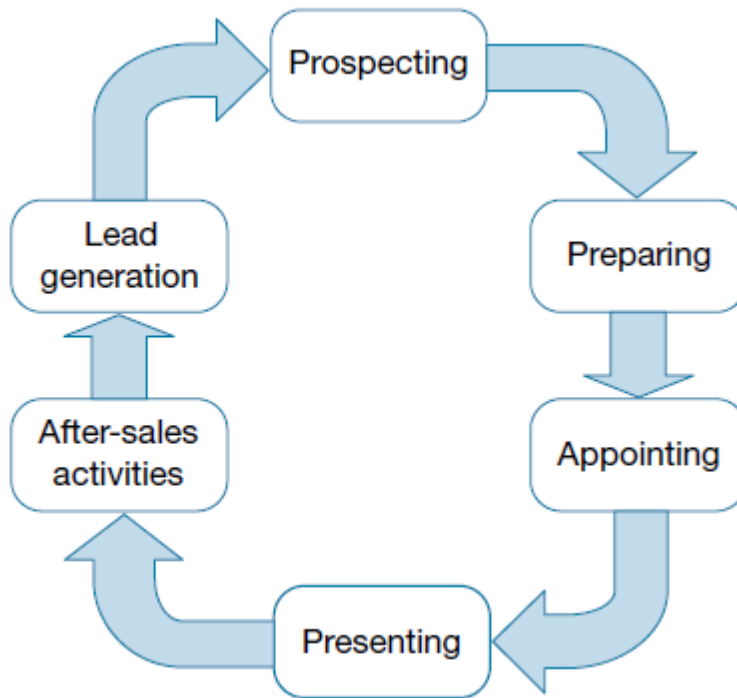 Prospecting
Preparing
Appointing
Presenting
After-sales
activities
Lead
generation